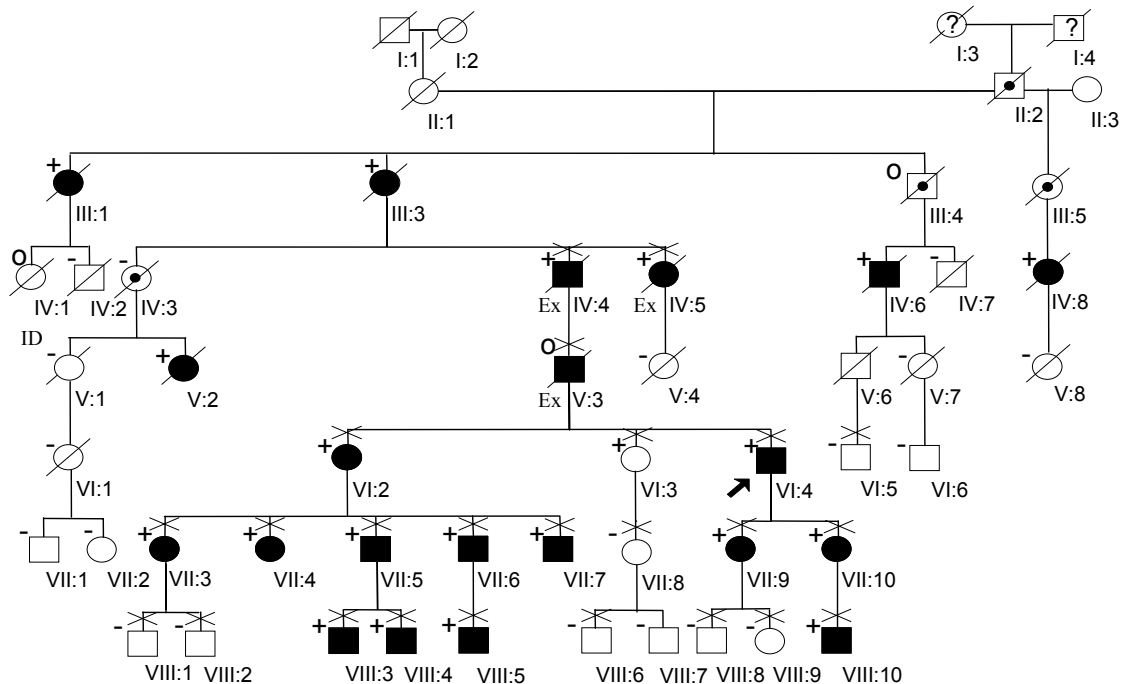 ? ?
I:1 I:2 I:3 I:4
II:1 II:2 II:3
+ + o
III:1 III:3 III:4 III:5
o - - + + + - +
IV:1 IV:2 IV:3 Ex IV:4 Ex IV:5 IV:6 IV:7 IV:8
ID
- + o - - -
V:1 V:2 Ex V:3 V:4 V:6 V:7 V:8
- + + + - -
VI:1 VI:2 VI:3 VI:4 VI:5 VI:6
- - + + + + + - + +
VII:1 VII:2 VII:3 VII:4 VII:5 VII:6 VII:7 VII:8 VII:9 VII:10
- - + + + - - - - +
VIII:1 VIII:2 VIII:3 VIII:4 VIII:5 VIII:6 VIII:7 VIII:8 VIII:9 VIII:10